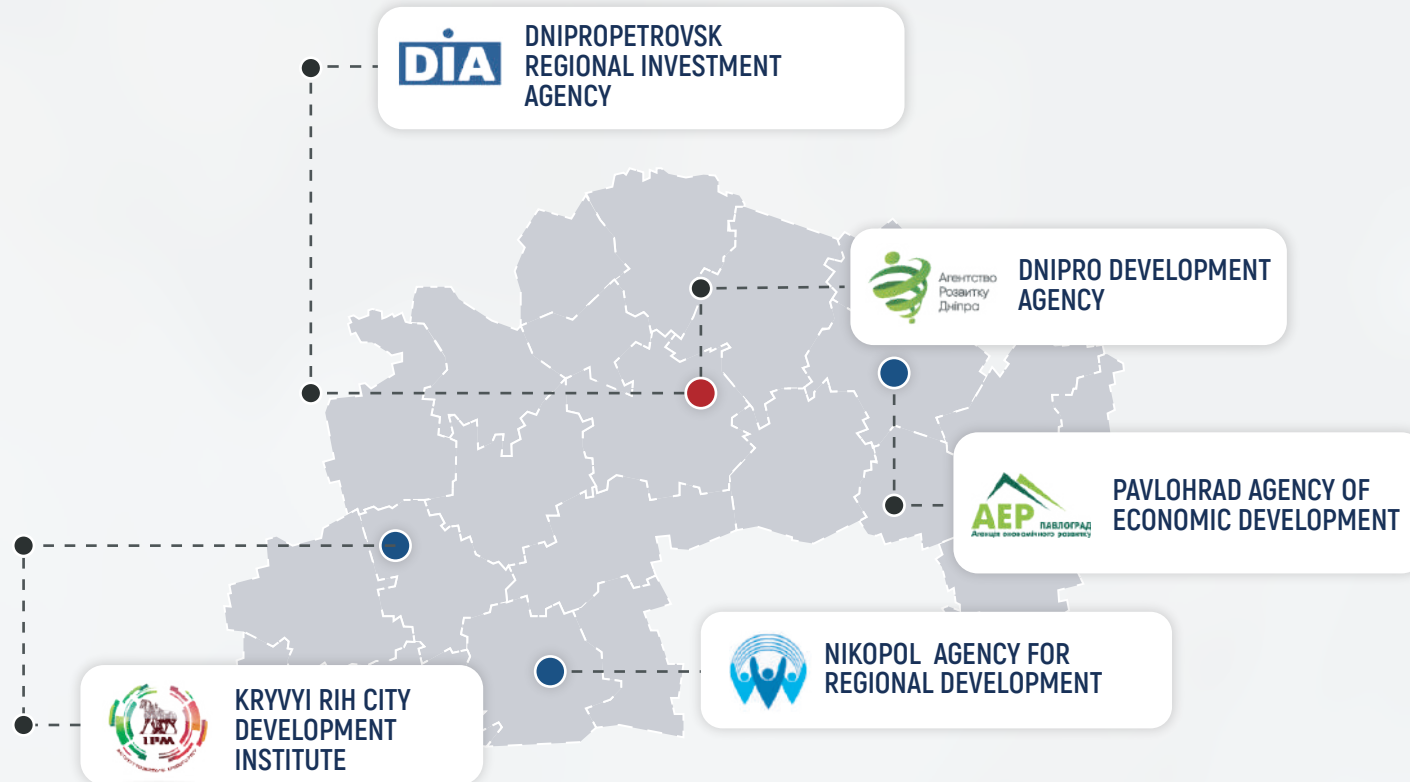 DIA
DNIPROPETROVSK
REGIONAL INVESTMENT
AGENCY
Агентство
Розвитку
Дніпра
DNIPRO DEVELOPMENT
AGENCY
АЕР
ПАВЛОГРАД
Агенція економічного розвитку
PAVLOHRAD AGENCY OF
ECONOMIC DEVELOPMENT
NIKOPOL AGENCY FOR
REGIONAL DEVELOPMENT
ІРМ
KRYVYI RIH CITY
DEVELOPMENT
INSTITUTE